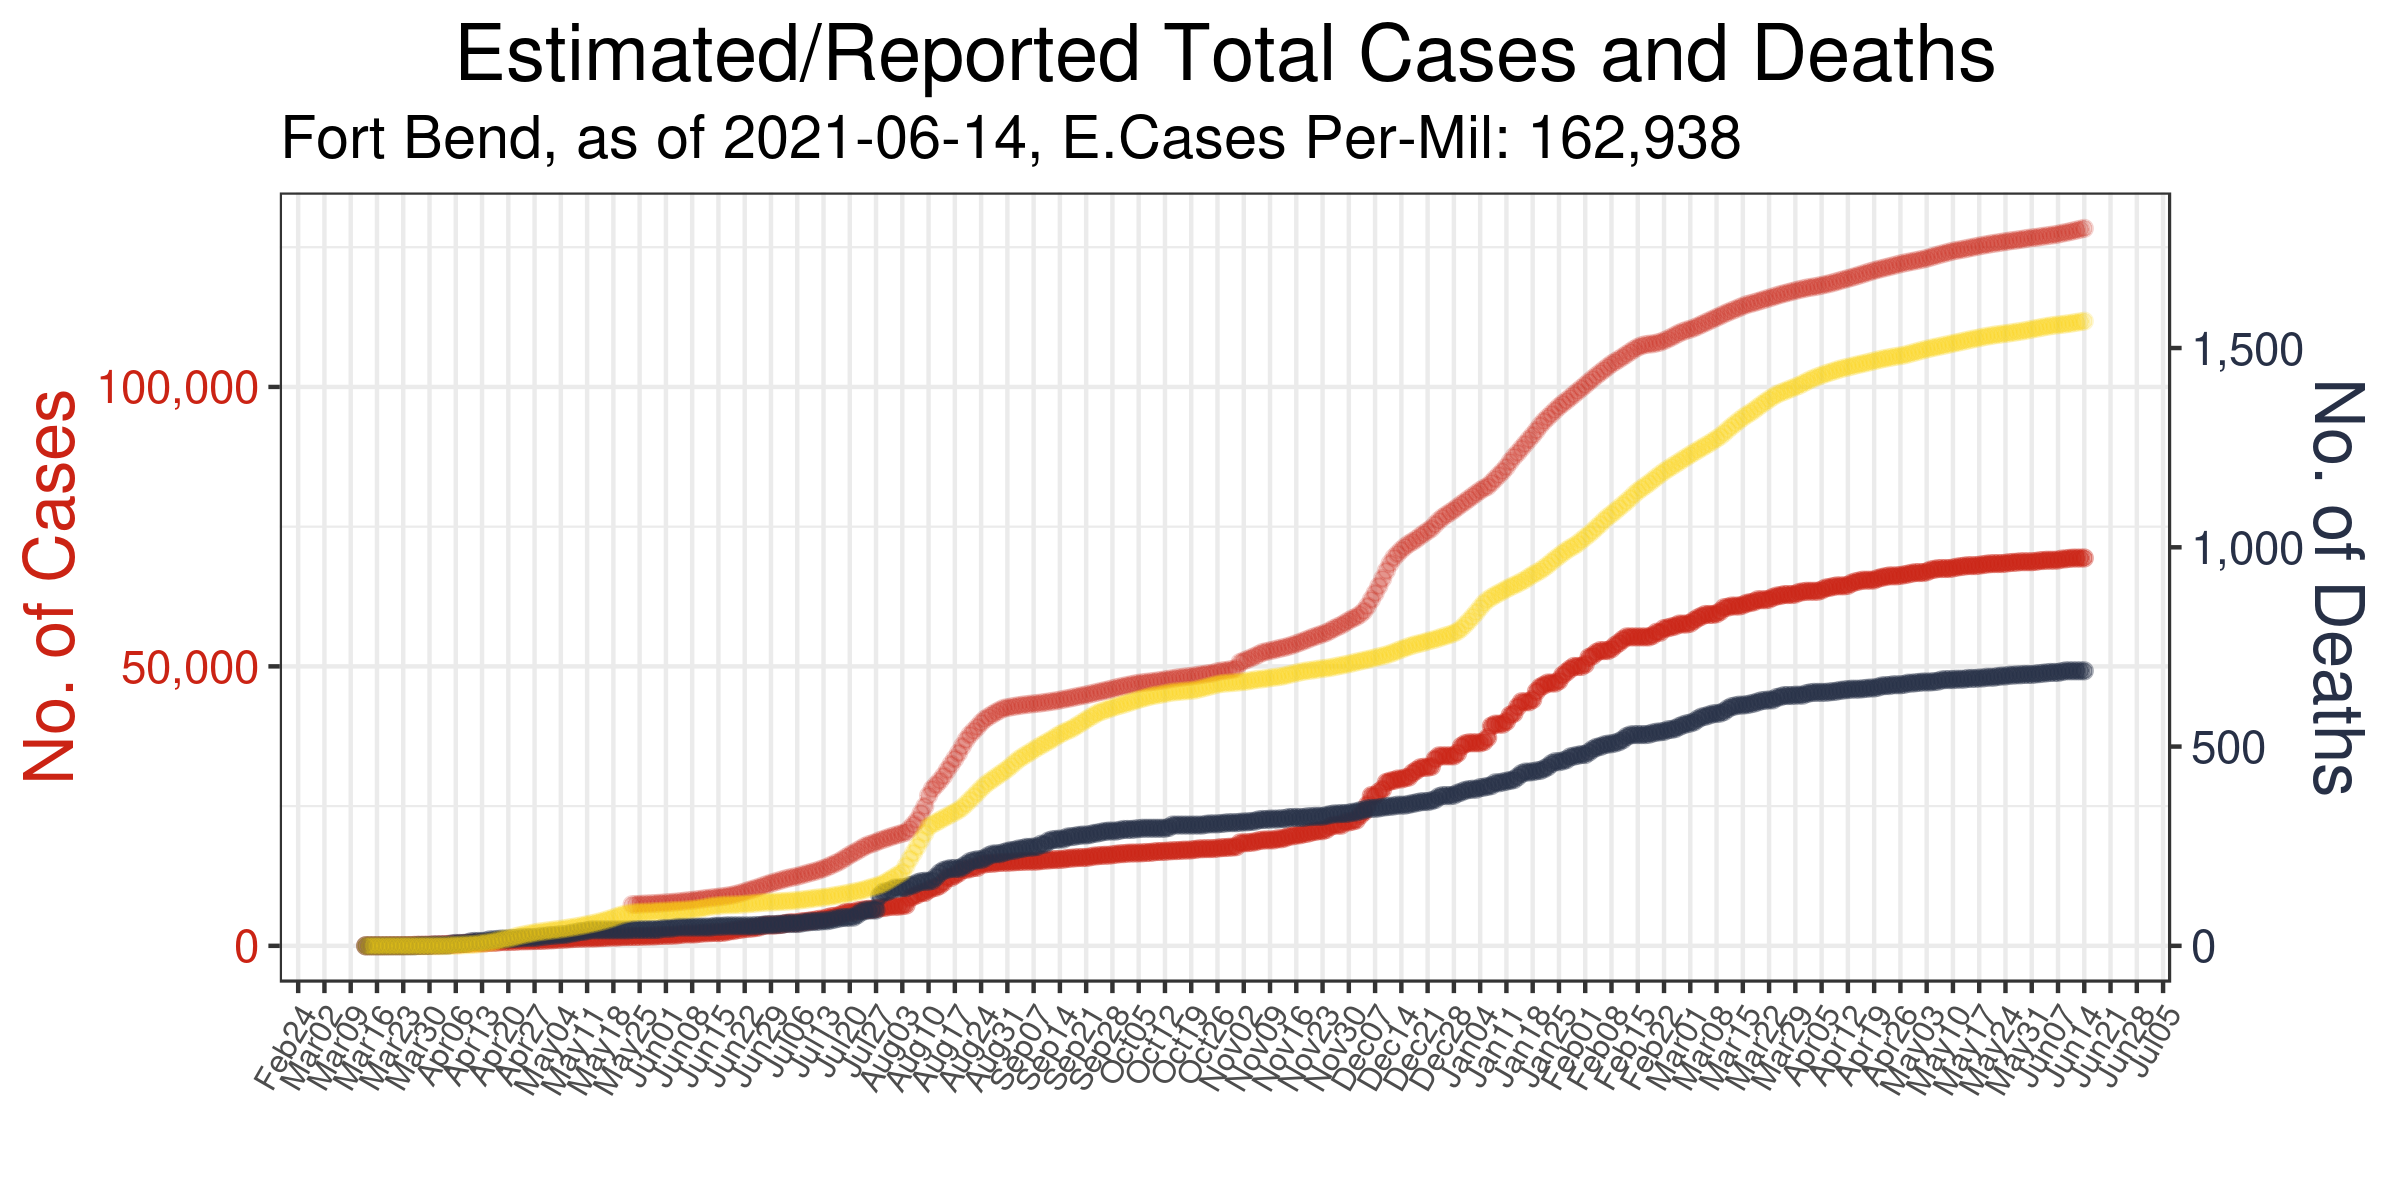 Estimated/Reported Total Cases and Deaths
Fort Bend, as of 2021-06-14, E.Cases Per-Mil: 162,938
No. of Cases
100,000
50,000
0
1,500
1,000
500
0
No. of Deaths
Feb24
Mar02
Mar09
Mar16
Mar23
Mar30
Apr06
Apr13
Apr20
Apr27
May04
May11
May18
May25
Jun01
Jun08
Jun15
Jun22
Jun29
Jul06
Jul13
Jul20
Jul27
Aug03
Aug10
Aug17
Aug24
Aug31
Sep07
Sep14
Sep21
Sep28
Oct05
Oct12
Oct19
Oct26
Nov02
Nov09
Nov16
Nov23
Nov30
Dec07
Dec14
Dec21
Dec28
Jan04
Jan11
Jan18
Jan25
Feb01
Feb08
Feb15
Feb22
Mar01
Mar08
Mar15
Mar22
Mar29
Apr05
Apr12
Apr19
Apr26
May03
May10
May17
May24
May31
Jun07
Jun14
Jun21
Jun28
Jul05